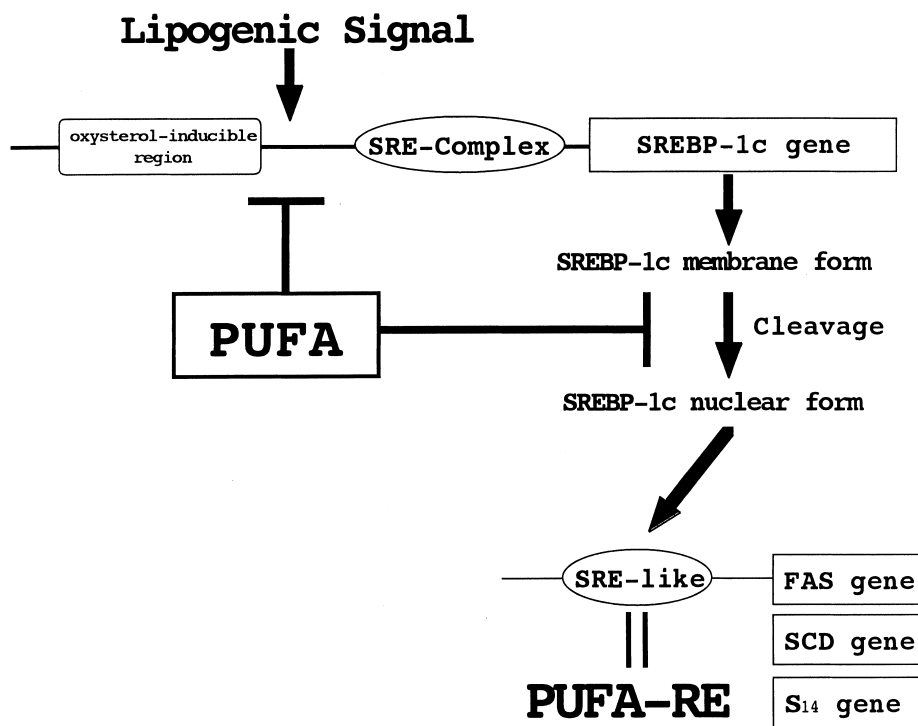 Lipogenic Signal
oxysterol-inducible
region
SRE-Complex
SREBP-1c gene
SREBP-1c membrane form
PUFA
Cleavage
SREBP-1c nuclear form
SRE-like
FAS gene
SCD gene
PUFA-RE
S14 gene